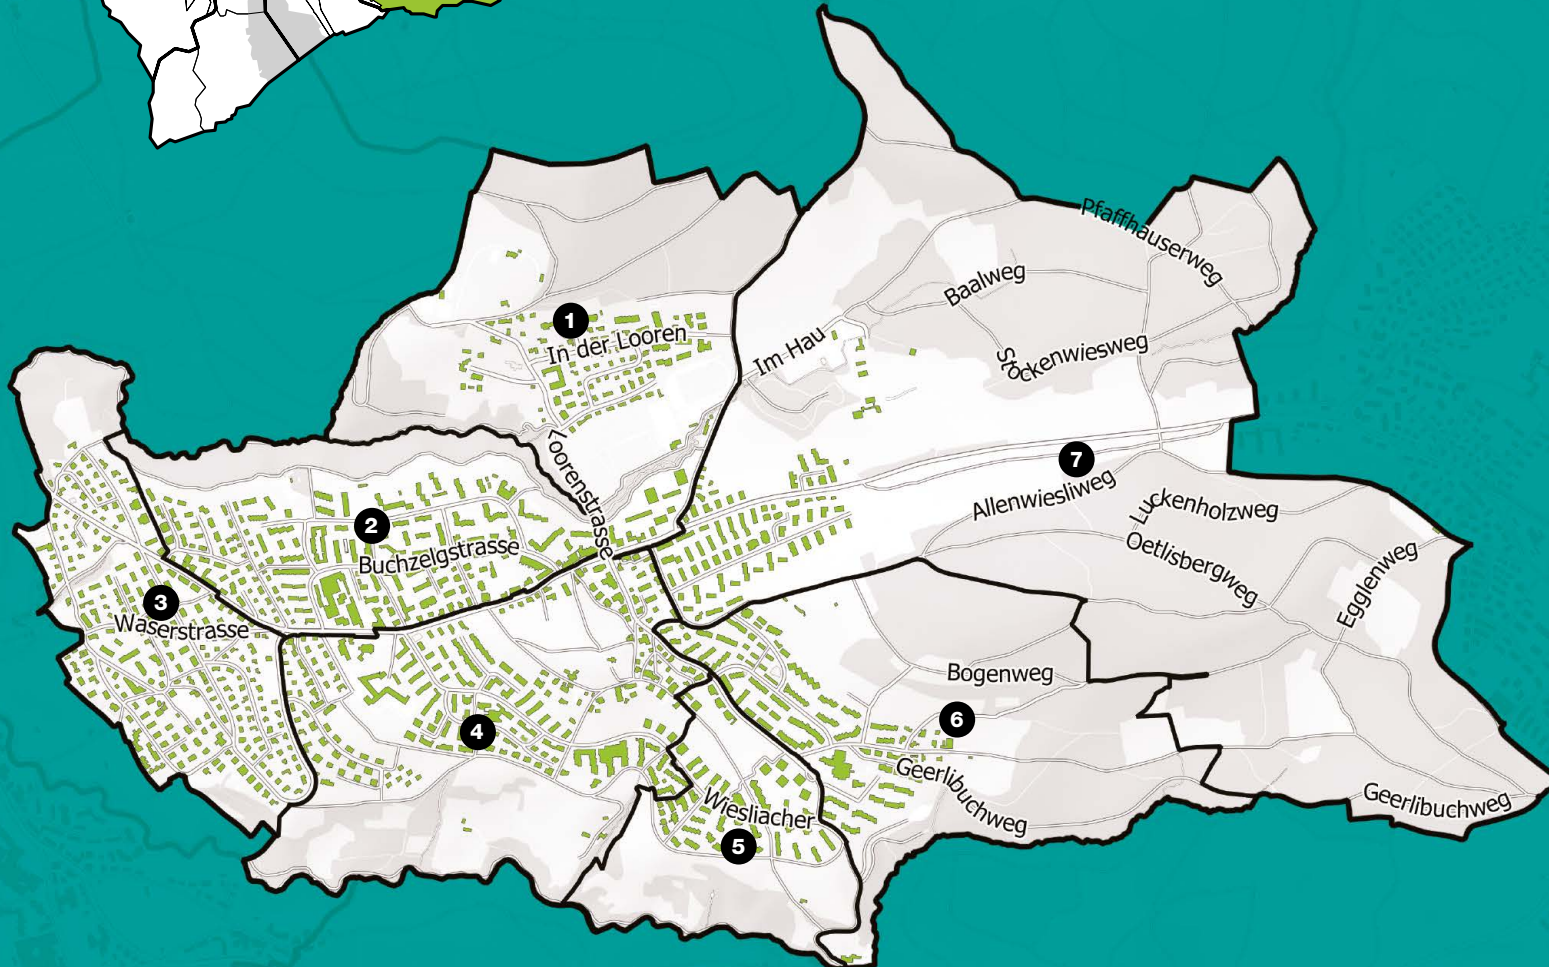 Pfaffhauserweg
Baalweg
1
In der Looren
Im Hau
Stockenwiesweg
Loorenstrasse
7
Allenwiesliweg
Luckenholzweg
2
Buchzelgstrasse
Oetlisbergweg
Egglenweg
3
Waserstrasse
Bogenweg
6
4
Geerlibuchweg
Geerlibuchweg
Wiesliacher
5